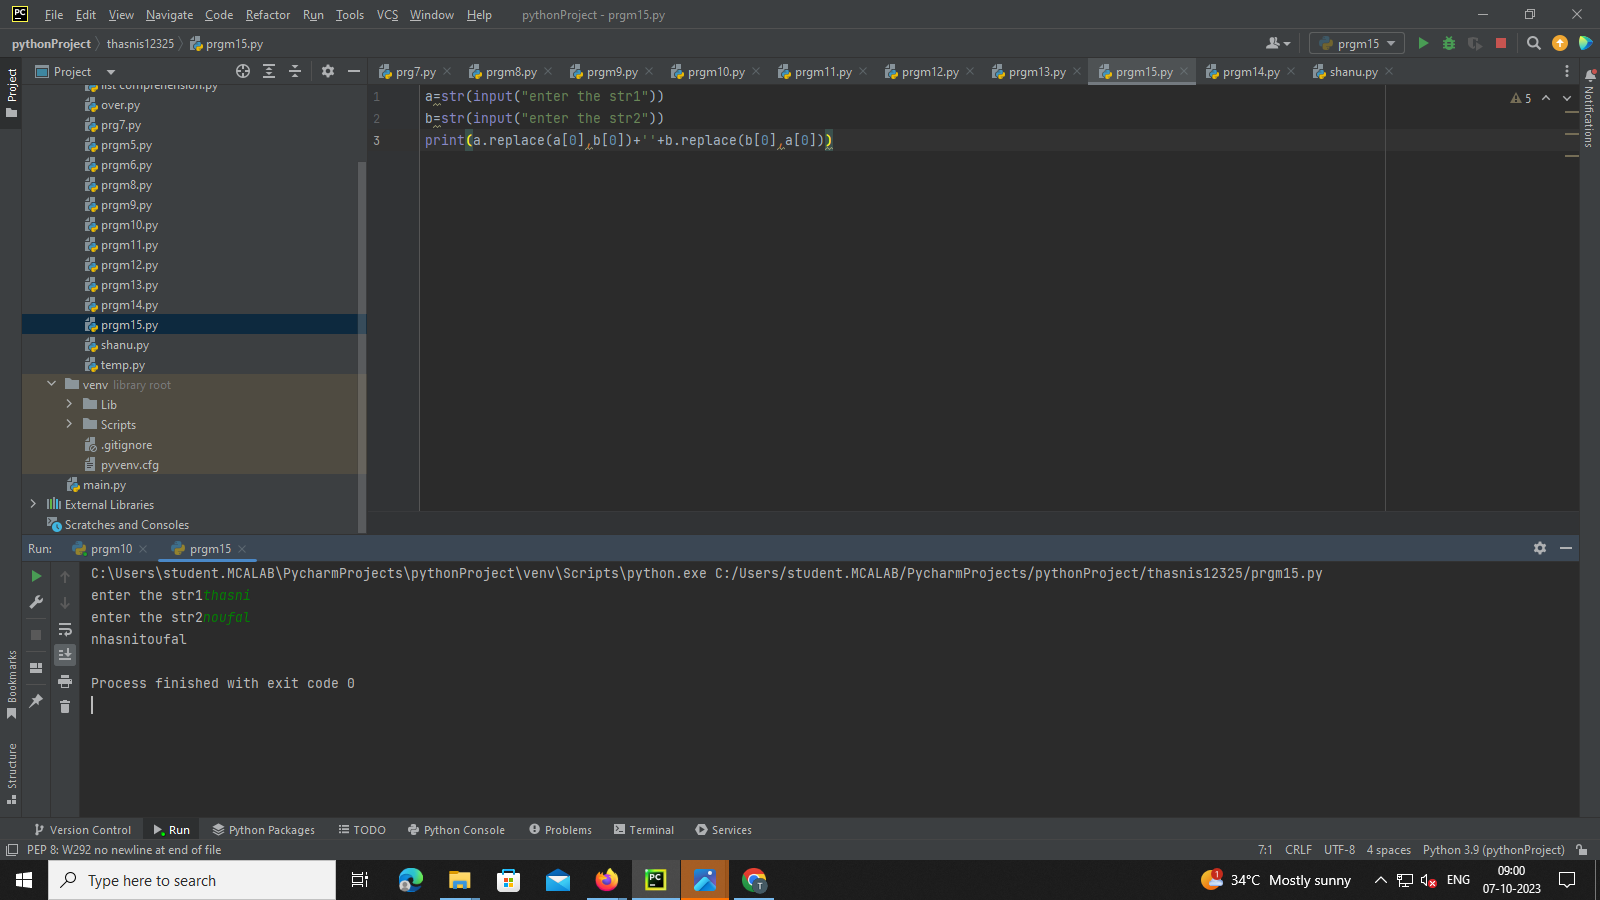 PC File Edit View Navigate Code Refactor Run Tools VCS Window Help pythonProject - prgm15.py
pythonProject thasnis12325 prgm15.py prgm15
Project
Project prg7.py prgm8.py prgm9.py prgm10.py prgm11.py prgm12.py prgm13.py prgm15.py prgm14.py shanu.py
Notifications
list comprehension.py
over.py
prg7.py
prgm5.py
prgm6.py
prgm8.py
prgm9.py
prgm10.py
prgm11.py
prgm12.py
prgm13.py
prgm14.py
prgm15.py
shanu.py
temp.py
venv library root
Lib
Scripts
.gitignore
pyvenv.cfg
main.py
External Libraries
Scratches and Consoles
1 a=str(input("enter the str1")) 5
2 b=str(input("enter the str2"))
3 print(a.replace(a[0],b[0])+''+b.replace(b[0],a[0]))
Run: prgm10 prgm15
C:\Users\student.MCALAB\PycharmProjects\pythonProject\venv\Scripts\python.exe C:/Users/student.MCALAB/PycharmProjects/pythonProject/thasnis12325/prgm15.py
enter the str1thasni
enter the str2noufal
nhasnitoufal
Process finished with exit code 0
Bookmarks
Structure
Version Control Run Python Packages TODO Python Console Problems Terminal Services
PEP 8: W292 no newline at end of file 7:1 CRLF UTF-8 4 spaces Python 3.9 (pythonProject)
Type here to search PC T 1 34°C Mostly sunny ENG 09:00
07-10-2023